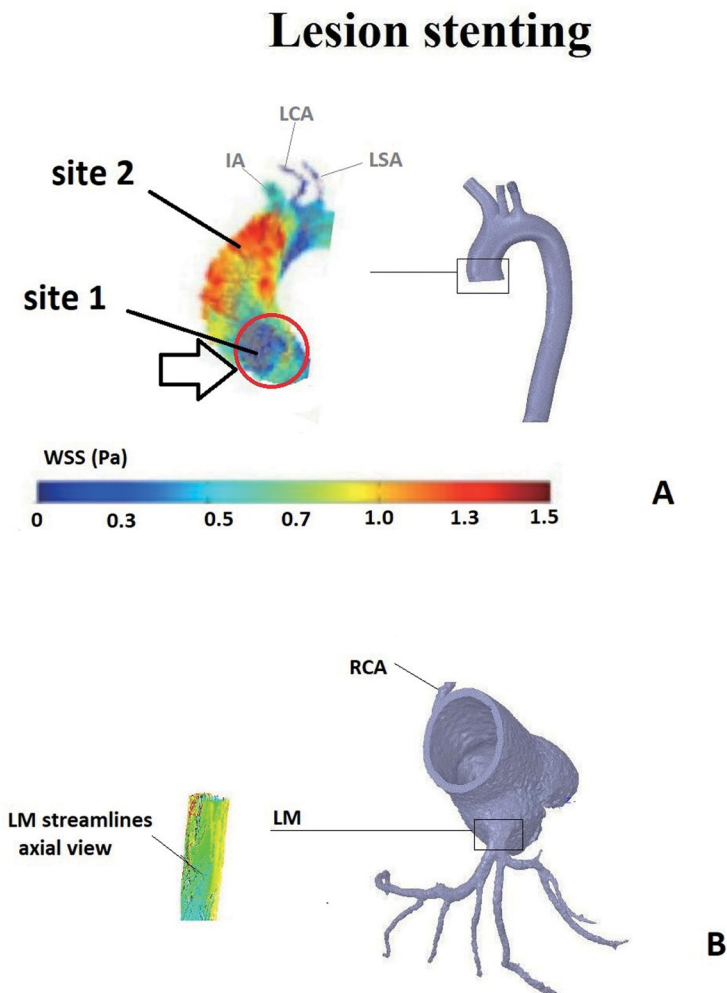 Lesion stenting
LCA
IA
LSA
site 2
site 1
WSS (Pa)
0 0.3 0.5 0.7 1.0 1.3 1.5
A
RCA
LM streamlines
axial view
LM
B